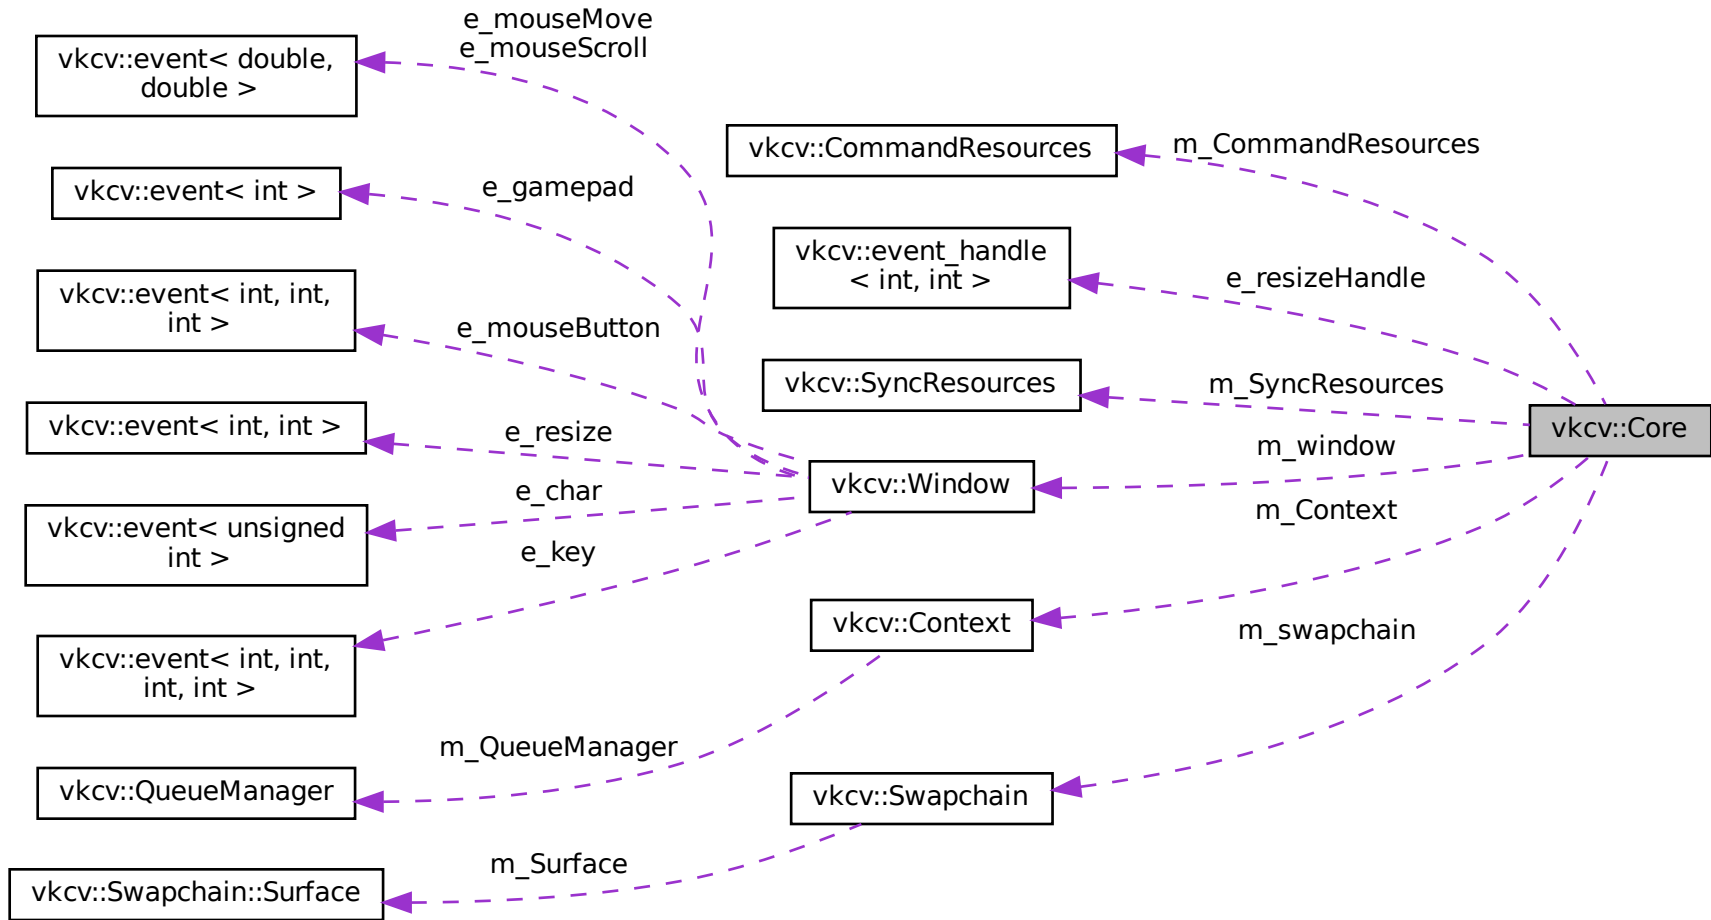 e_mouseMove
e_mouseScroll
vkcv::event< double,
double >
vkcv::CommandResources
m_CommandResources
vkcv::event< int >
e_gamepad
vkcv::event_handle
< int, int >
e_resizeHandle
vkcv::event< int, int,
int >
e_mouseButton
vkcv::SyncResources
m_SyncResources
vkcv::Core
vkcv::event< int, int >
e_resize
m_window
vkcv::Window
e_char
m_Context
vkcv::event< unsigned
int >
e_key
vkcv::Context
m_swapchain
vkcv::event< int, int,
int, int >
m_QueueManager
vkcv::QueueManager
vkcv::Swapchain
m_Surface
vkcv::Swapchain::Surface